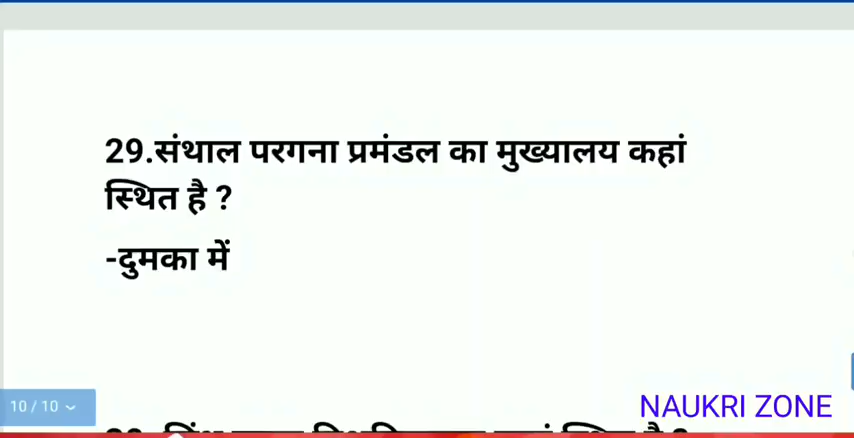 29.संथाल परगना प्रमंडल का मुख्यालय कहां
स्थित है ?
-दुमका में
10 / 10
NAUKRI ZONE